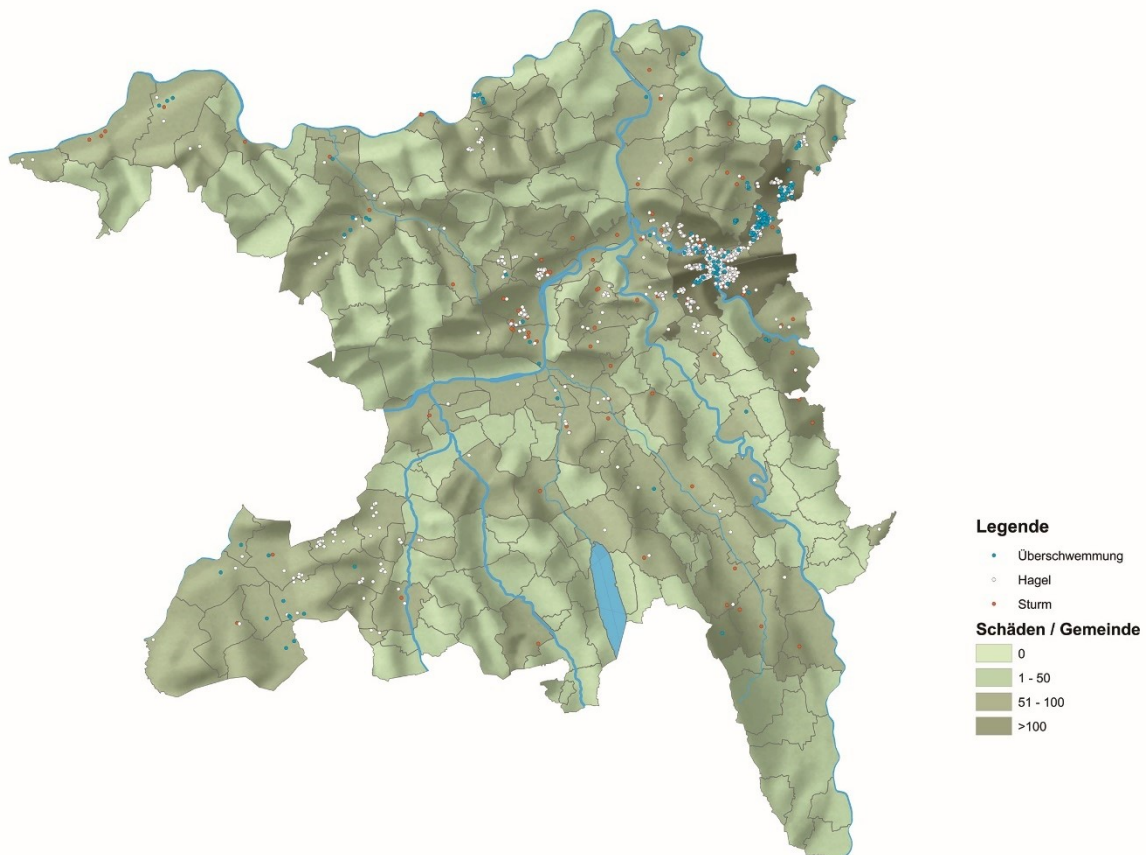 Legende
Überschwemmung
Hagel
Sturm
Schäden / Gemeinde
0
1 - 50
51 - 100
>100